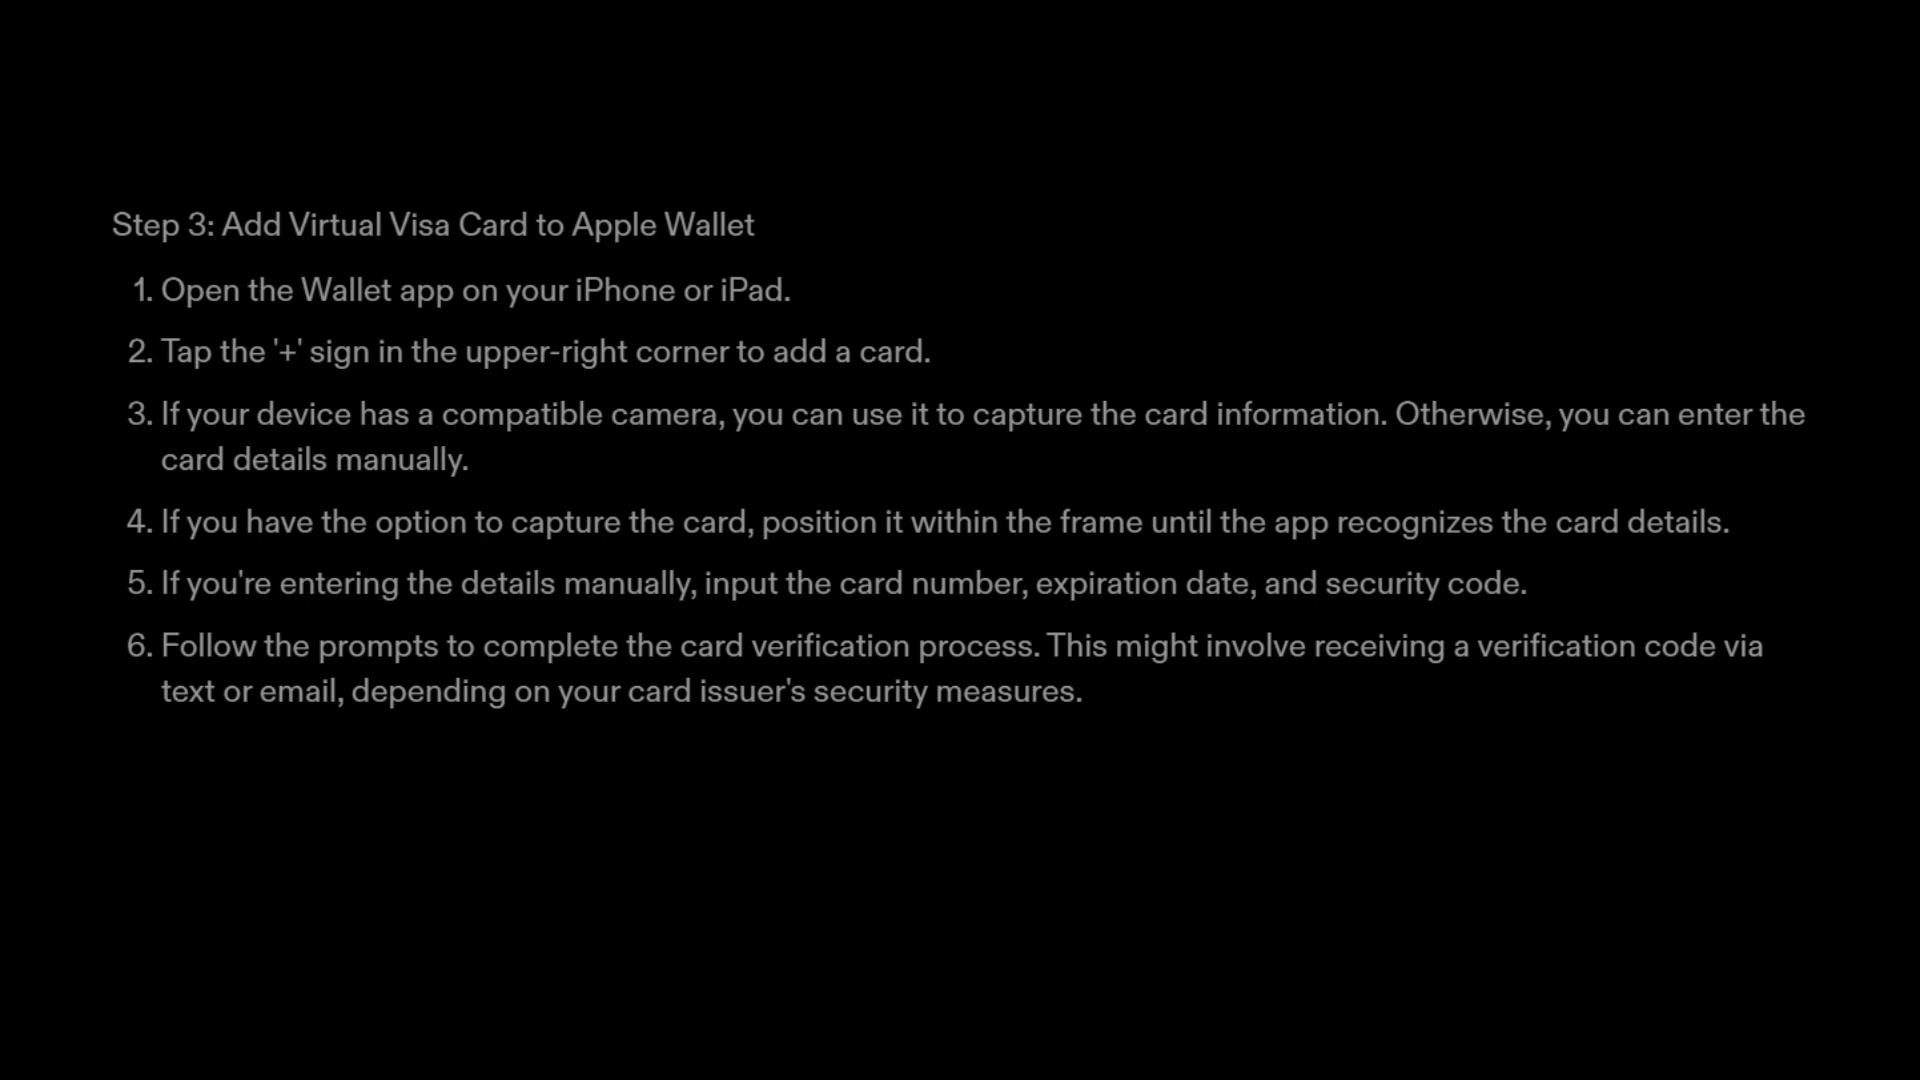 Step 3: Add Virtual Visa Card to Apple Wallet
1. Open the Wallet app on your iPhone or iPad.
2. Tap the '+' sign in the upper-right corner to add a card.
3. If your device has a compatible camera, you can use it to capture the card information. Otherwise, you can enter the
card details manually.
4. If you have the option to capture the card, position it within the frame until the app recognizes the card details.
5. If you're entering the details manually, input the card number, expiration date, and security code.
6. Follow the prompts to complete the card verification process. This might involve receiving a verification code via
text or email, depending on your card issuer's security measures.